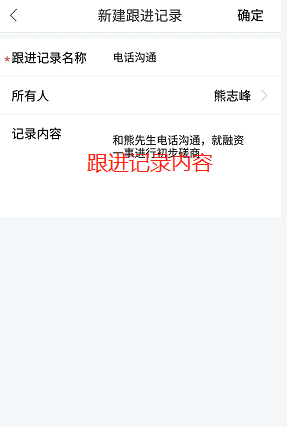 新建跟进记录 确定
*跟进记录名称 电话沟通
所有人 熊志峰
记录内容 和熊先生电话沟通，就融资
一事进行初步磋商。
跟进记录内容